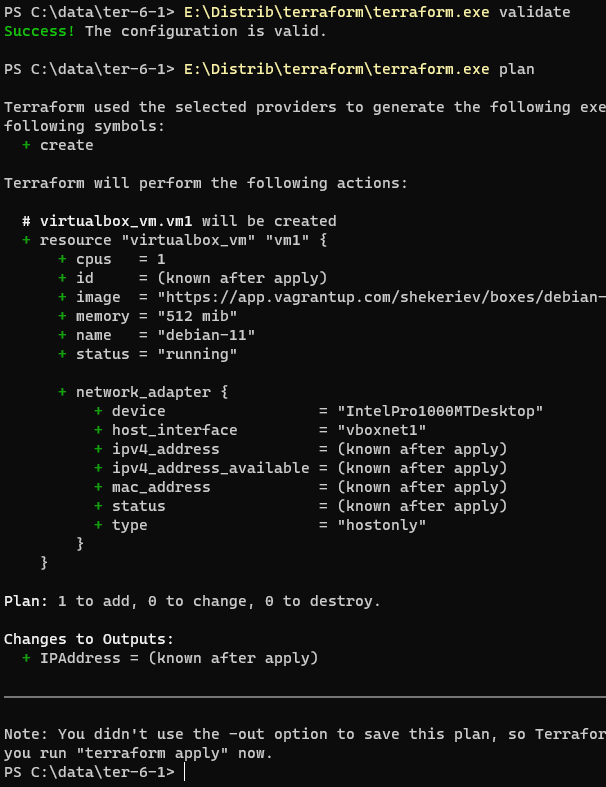 PS C:\data\ter-6-1> E:\Distrib\terraform\terraform.exe validate
Success! The configuration is valid.
PS C:\data\ter-6-1> E:\Distrib\terraform\terraform.exe plan
Terraform used the selected providers to generate the following exe
following symbols:
  + create
Terraform will perform the following actions:
  # virtualbox_vm.vm1 will be created
  + resource "virtualbox_vm" "vm1" {
      + cpus   = 1
      + id     = (known after apply)
      + image  = "https://app.vagrantup.com/shekeriev/boxes/debian-
      + memory = "512 mib"
      + name   = "debian-11"
      + status = "running"
      + network_adapter {
          + device                 = "IntelPro1000MTDesktop"
          + host_interface         = "vboxnet1"
          + ipv4_address           = (known after apply)
          + ipv4_address_available = (known after apply)
          + mac_address            = (known after apply)
          + status                 = (known after apply)
          + type                   = "hostonly"
        }
    }
Plan: 1 to add, 0 to change, 0 to destroy.
Changes to Outputs:
  + IPAddress = (known after apply)
Note: You didn't use the -out option to save this plan, so Terrafor
you run "terraform apply" now.
PS C:\data\ter-6-1>